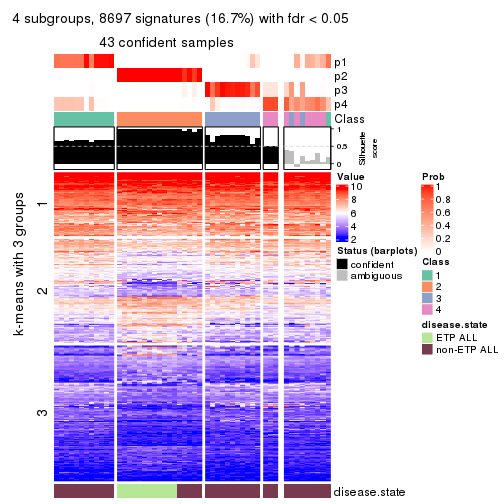 4 subgroups, 8697 signatures (16.7%) with fdr < 0.05
43 confident samples
p1
p2
p3
p4
Class
1
0.5
0
Silhouette
score
k-means with 3 groups
1
2
3
disease.state
Value
10
8
6
4
2
Status (barplots)
confident
ambiguous
Prob
1
0.8
0.6
0.4
0.2
0
Class
1
2
3
4
disease.state
ETP ALL
non-ETP ALL